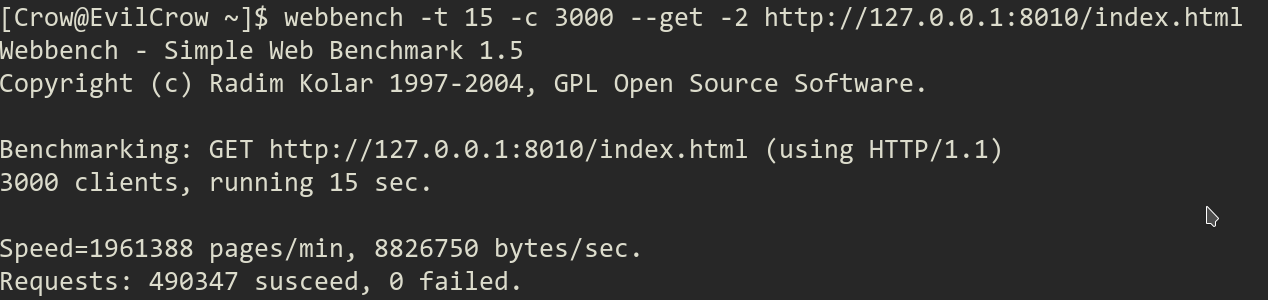 [Crow@EvilCrow ~]$ webbench -t 15 -c 3000 --get -2 http://127.0.0.1:8010/index.html
Webbench - Simple Web Benchmark 1.5
Copyright (c) Radim Kolar 1997-2004, GPL Open Source Software.
Benchmarking: GET http://127.0.0.1:8010/index.html (using HTTP/1.1)
3000 clients, running 15 sec.
Speed=1961388 pages/min, 8826750 bytes/sec.
Requests: 490347 susceed, 0 failed.